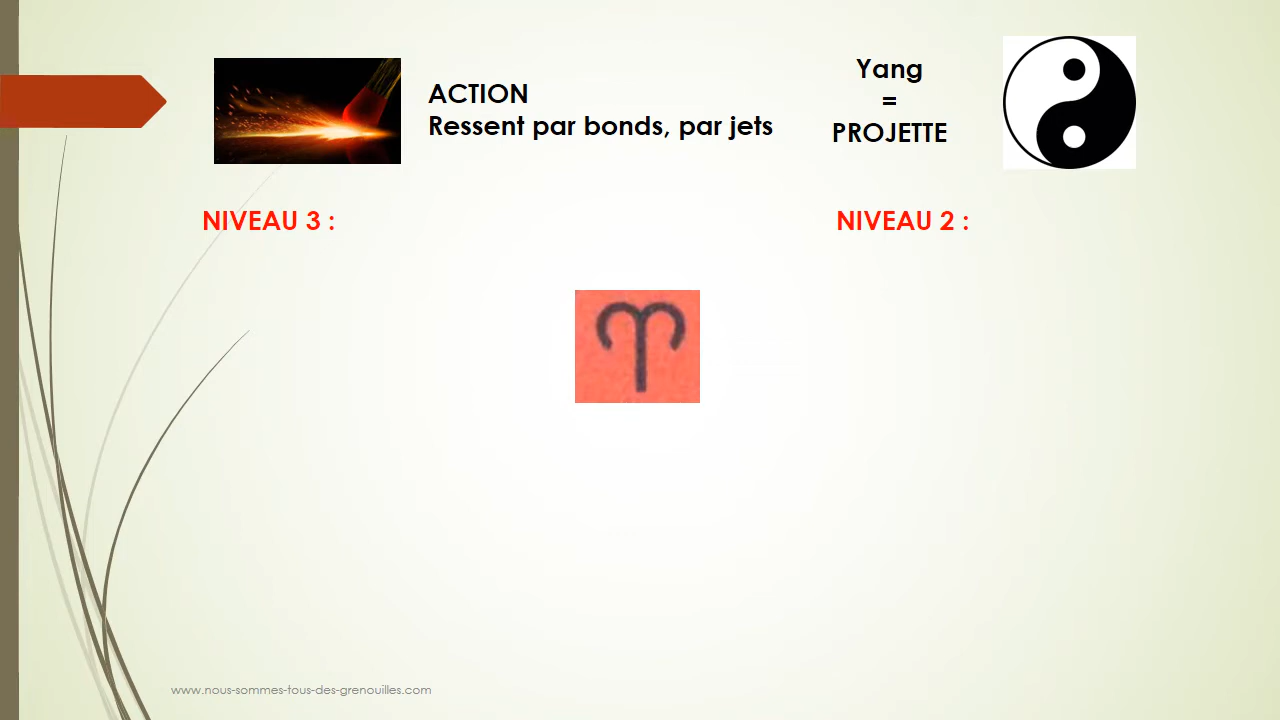 ACTION
Ressent par bonds, par jets
Yang
=
PROJETTE
NIVEAU 3 :
NIVEAU 2 :
www.nous-sommes-tous-des-grenouilles.com